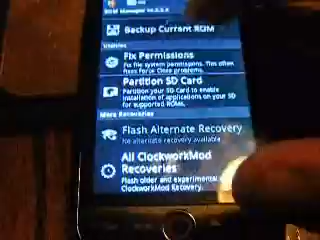 ROM Manager
Backup Current ROM
Utilities
Fix Permissions
Fix file system permissions. This often
fixes Force Close problems.
Partition SD Card
Partition your SD Card to enable
installation of applications on your SD
for supported ROMs.
More Recoveries
Flash Alternate Recovery
No alternate recovery available.
All ClockworkMod
Recoveries
Flash older and experimental
ClockworkMod Recovery.